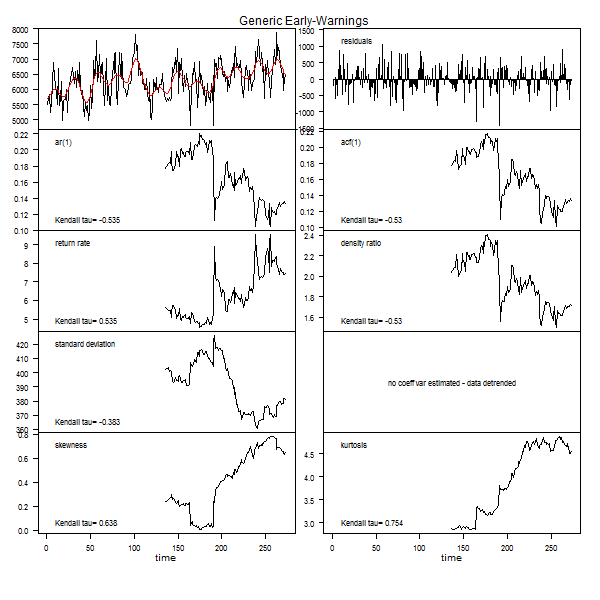 Generic Early-Warnings
8000
7500
7000
6500
6000
5500
5000
1500
1000
500
0
-500
-1000
-1500
residuals
0.22
0.20
0.18
0.16
0.14
0.12
0.10
ar(1)
Kendall tau= -0.535
0.22
0.20
0.18
0.16
0.14
0.12
0.10
acf(1)
Kendall tau= -0.53
9
8
7
6
5
return rate
Kendall tau= 0.535
2.4
2.2
2.0
1.8
1.6
density ratio
Kendall tau= -0.53
420
410
400
390
380
370
360
standard deviation
Kendall tau= -0.383
no coeff var estimated - data detrended
0.8
0.6
0.4
0.2
0.0
skewness
Kendall tau= 0.638
4.5
4.0
3.5
3.0
kurtosis
Kendall tau= 0.754
0 50 100 150 200 250
time
0 50 100 150 200 250
time